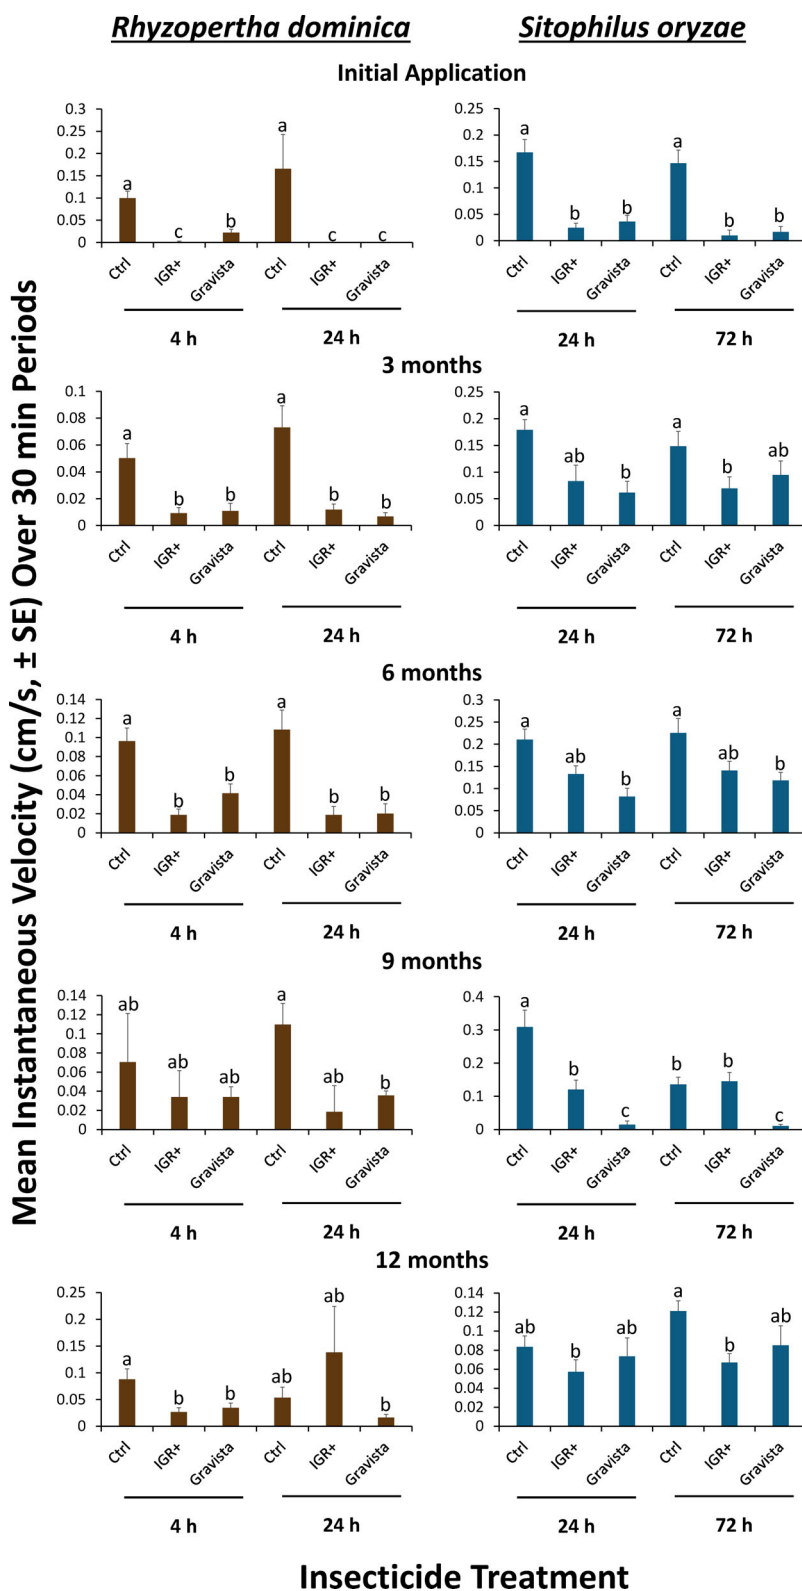 Rhyzopertha dominica
Sitophilus oryzae
Initial Application
Mean Instantaneous Velocity (cm/s, ± SE) Over 30 min Periods
0.3
0.25
0.2
0.15
0.1
0.05
0
a
c
b
a
c
c
Ctrl
IGR+
Gravista
Ctrl
IGR+
Gravista
4 h
24 h
0.25
0.2
0.15
0.1
0.05
0
a
b
b
a
b
b
Ctrl
IGR+
Gravista
Ctrl
IGR+
Gravista
24 h
72 h
3 months
0.1
0.08
0.06
0.04
0.02
0
a
b
b
a
b
b
Ctrl
IGR+
Gravista
Ctrl
IGR+
Gravista
4 h
24 h
0.25
0.2
0.15
0.1
0.05
0
a
ab
b
a
b
ab
Ctrl
IGR+
Gravista
Ctrl
IGR+
Gravista
24 h
72 h
6 months
0.14
0.12
0.1
0.08
0.06
0.04
0.02
0
a
b
b
a
b
b
Ctrl
IGR+
Gravista
Ctrl
IGR+
Gravista
4 h
24 h
0.3
0.25
0.2
0.15
0.1
0.05
0
a
ab
b
a
ab
b
Ctrl
IGR+
Gravista
Ctrl
IGR+
Gravista
24 h
72 h
9 months
0.14
0.12
0.1
0.08
0.06
0.04
0.02
0
ab
ab
ab
a
ab
b
Ctrl
IGR+
Gravista
Ctrl
IGR+
Gravista
4 h
24 h
0.4
0.3
0.2
0.1
0
a
b
c
b
b
c
Ctrl
IGR+
Gravista
Ctrl
IGR+
Gravista
24 h
72 h
12 months
0.25
0.2
0.15
0.1
0.05
0
a
b
b
ab
ab
b
Ctrl
IGR+
Gravista
Ctrl
IGR+
Gravista
4 h
24 h
0.14
0.12
0.1
0.08
0.06
0.04
0.02
0
ab
b
ab
a
b
ab
Ctrl
IGR+
Gravista
Ctrl
IGR+
Gravista
24 h
72 h
Insecticide Treatment